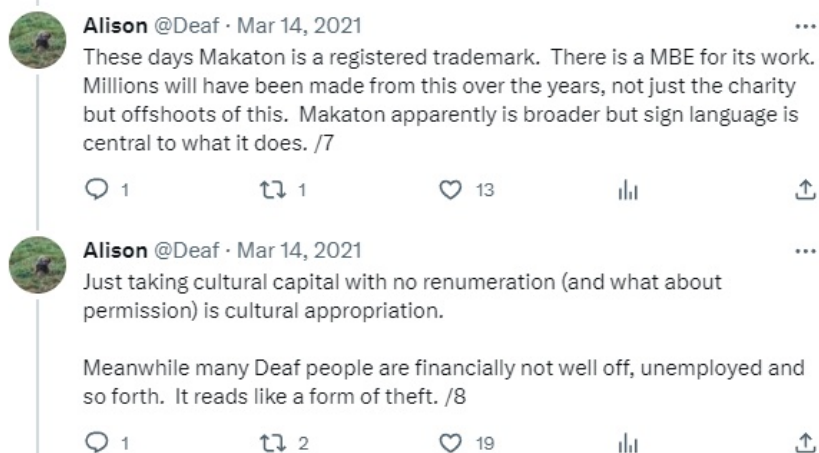 Alison @Deaf · Mar 14, 2021
These days Makaton is a registered trademark.  There is a MBE for its work.
Millions will have been made from this over the years, not just the charity
but offshoots of this.  Makaton apparently is broader but sign language is
central to what it does. /7
1 1 13
Alison @Deaf · Mar 14, 2021
Just taking cultural capital with no renumeration (and what about
permission) is cultural appropriation.
Meanwhile many Deaf people are financially not well off, unemployed and
so forth.  It reads like a form of theft. /8
1 2 19